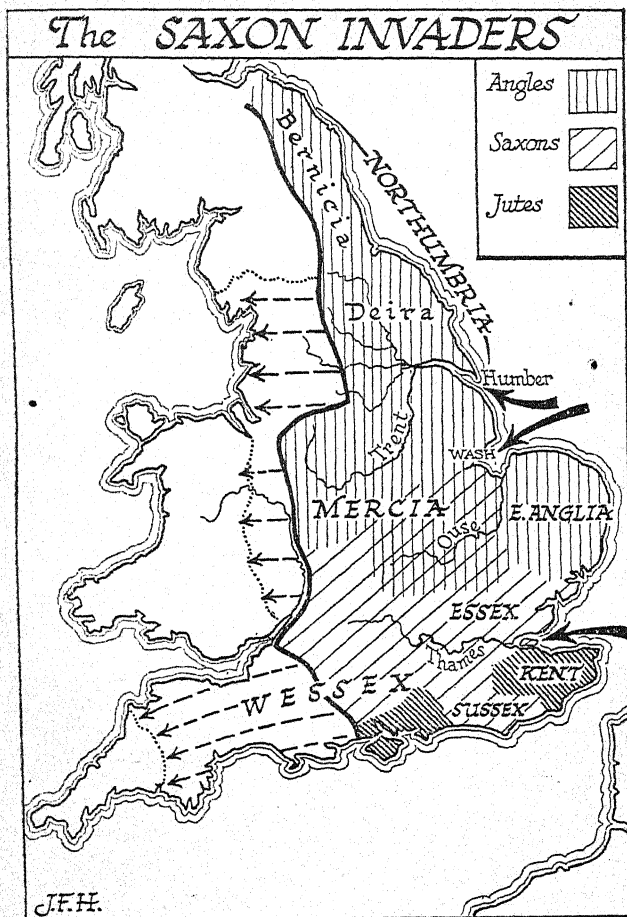 The SAXON INVADERS
Angles
Saxons
Jutes
Bernicia
NORTHUMBRIA
Deira
Humber
Trent
WASH
MERCIA
E. ANGLIA
Ouse
ESSEX
Thames
KENT
WESSEX
SUSSEX
J.F.H.